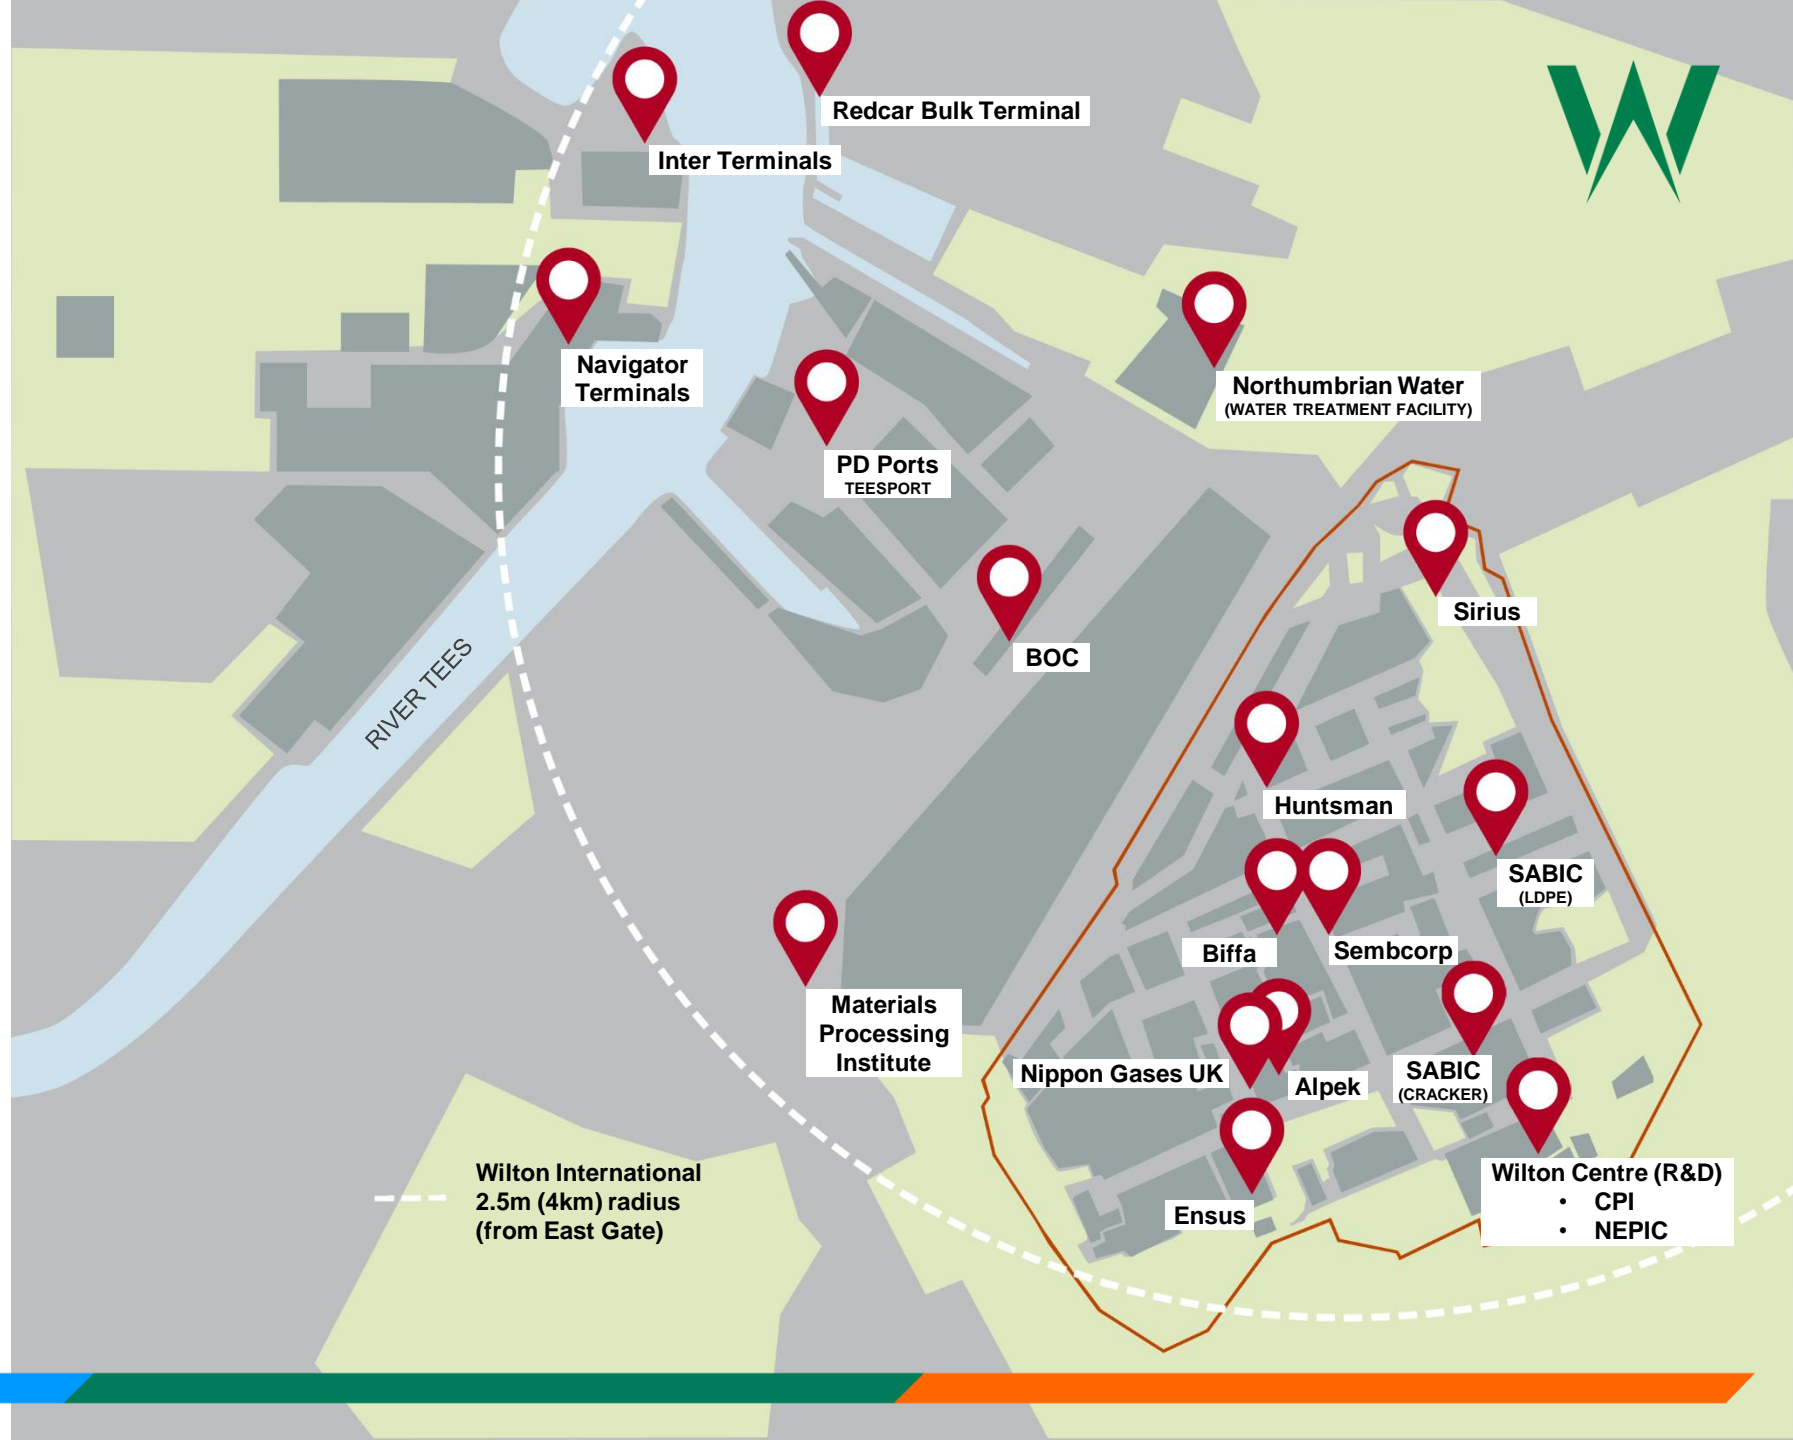 Redcar Bulk Terminal
Inter Terminals
Navigator
Terminals
Northumbrian Water
(WATER TREATMENT FACILITY)
PD Ports
TEESPORT
Sirius
BOC
RIVER TEES
Huntsman
SABIC
(LDPE)
Biffa
Sembcorp
Materials
Processing
Institute
Nippon Gases UK
Alpek
SABIC
(CRACKER)
Wilton International
2.5m (4km) radius
(from East Gate)
Ensus
Wilton Centre (R&D)
• CPI
• NEPIC